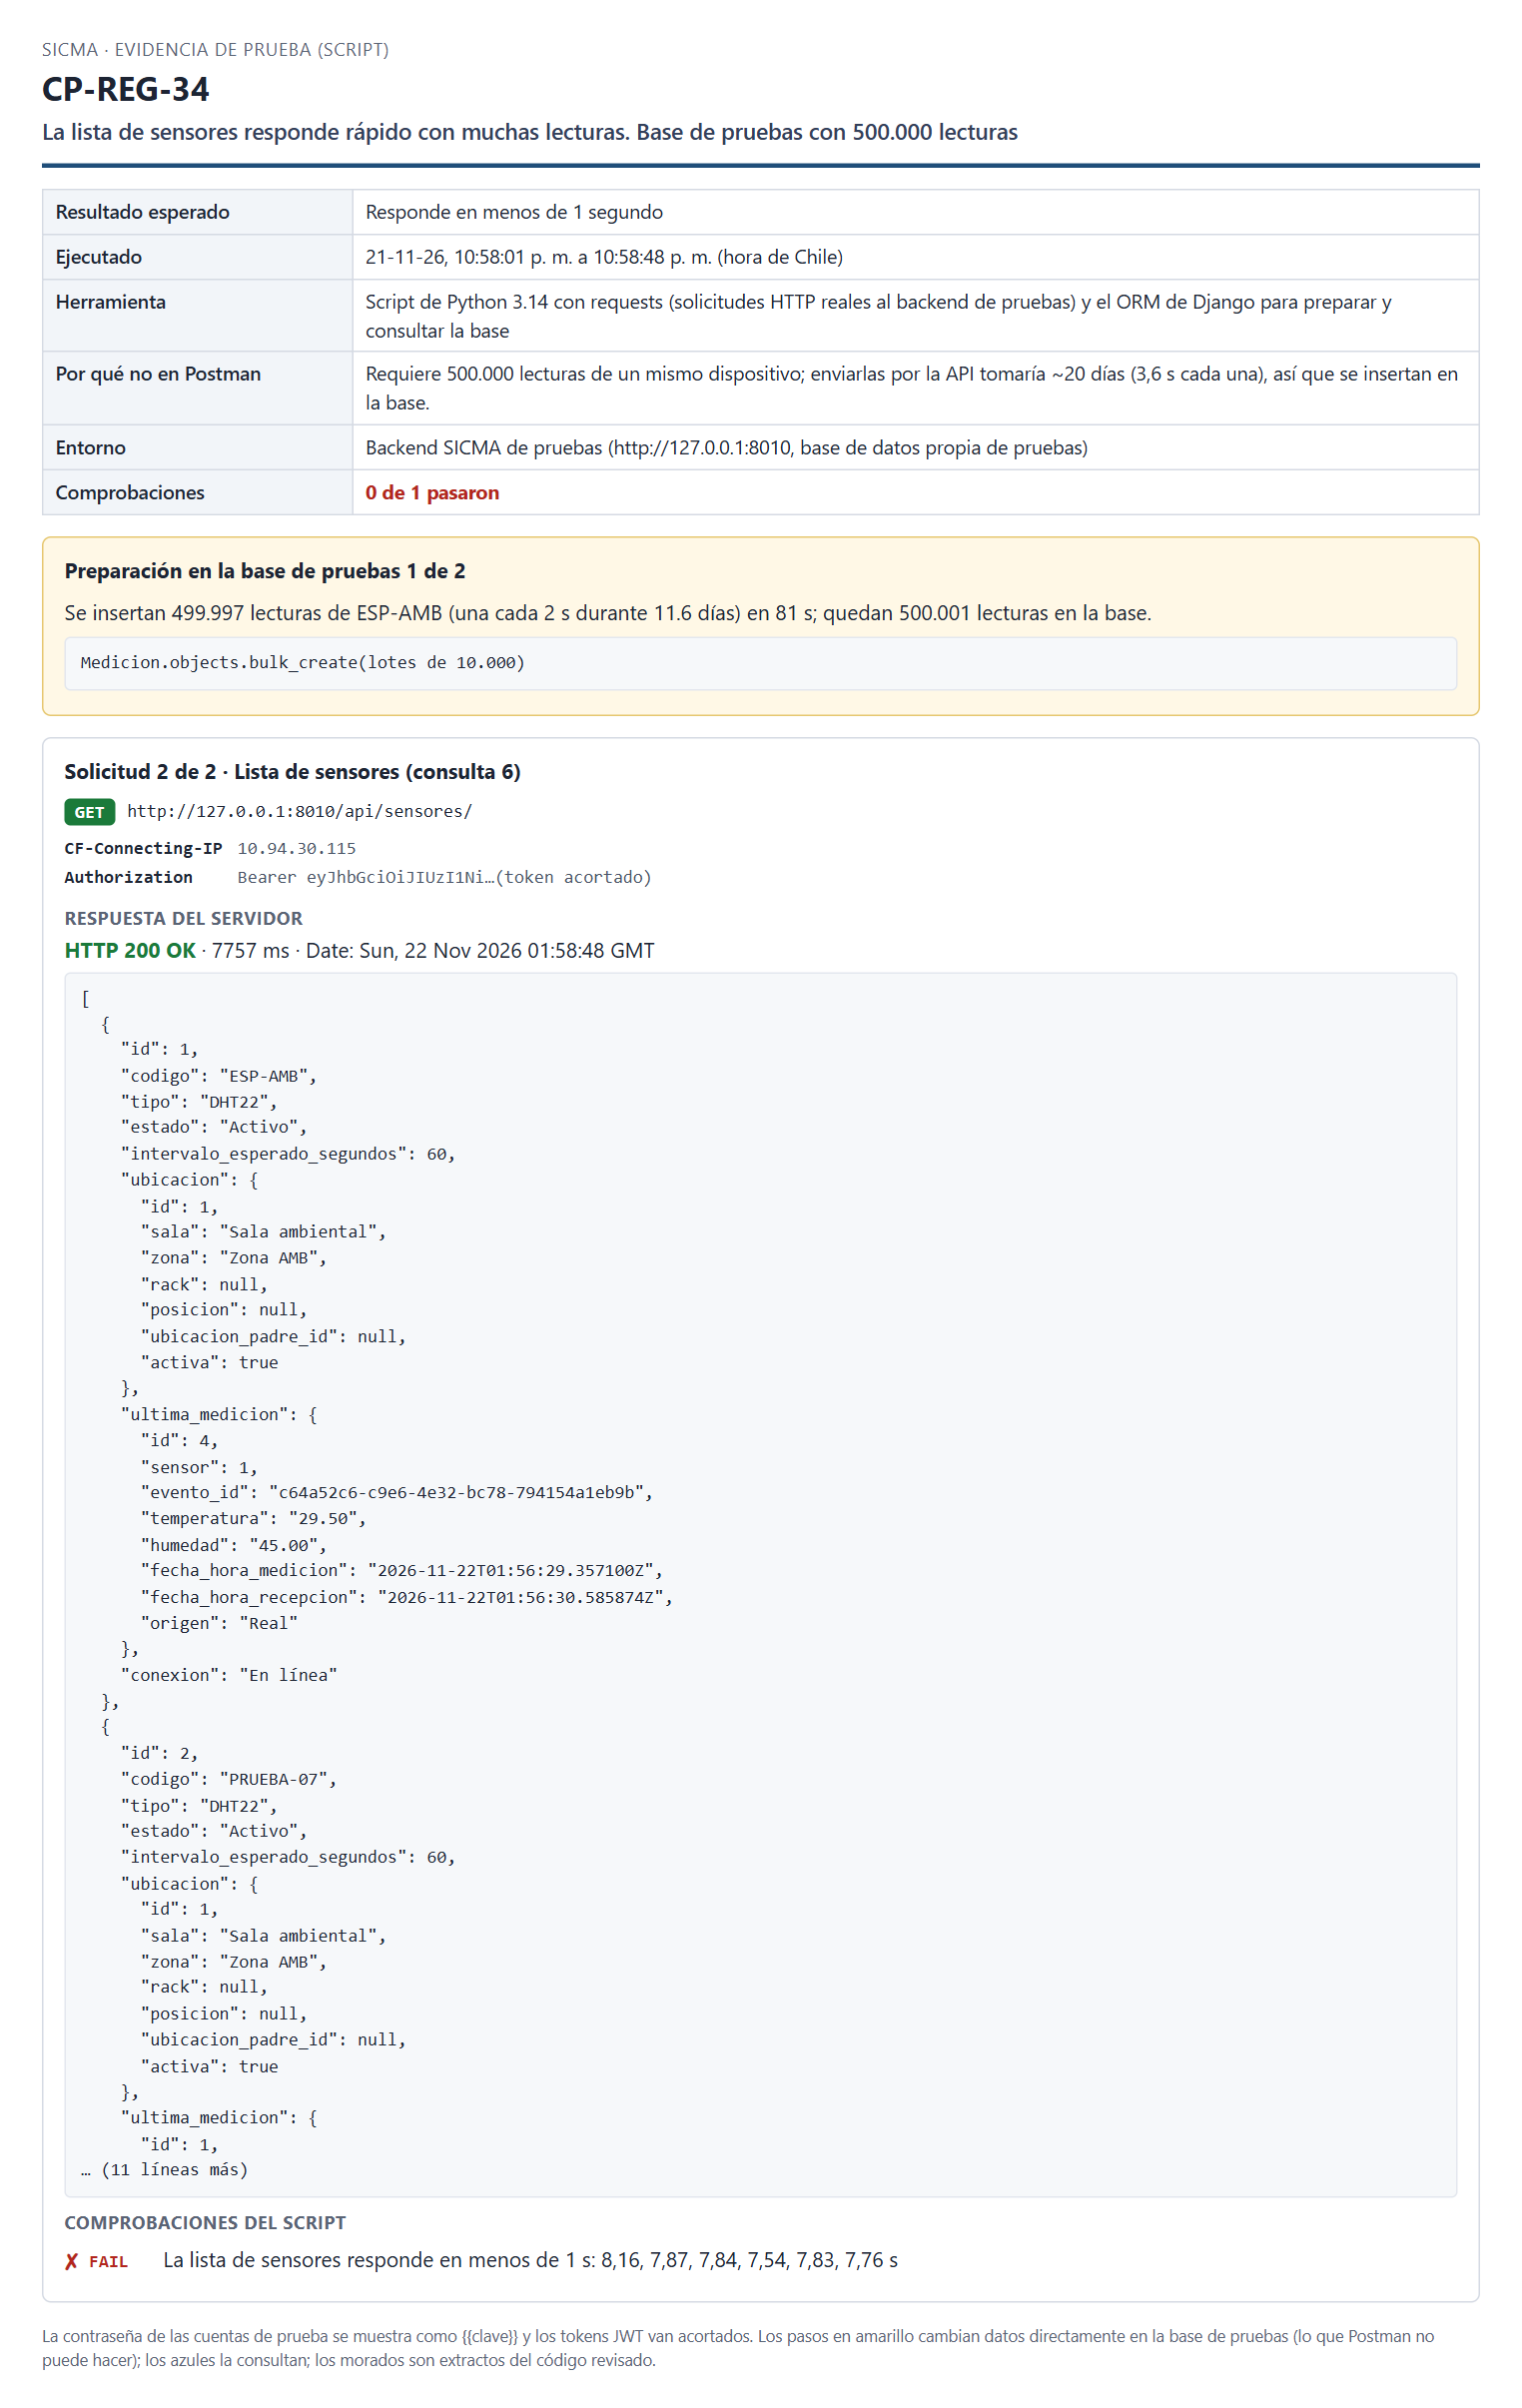 SICMA · EVIDENCIA DE PRUEBA (SCRIPT)
CP-REG-34
La lista de sensores responde rápido con muchas lecturas. Base de pruebas con 500.000 lecturas
Resultado esperado Responde en menos de 1 segundo
Ejecutado 21-11-26, 10:58:01 p. m. a 10:58:48 p. m. (hora de Chile)
Herramienta Script de Python 3.14 con requests (solicitudes HTTP reales al backend de pruebas) y el ORM de Django para preparar y
consultar la base
Por qué no en Postman Requiere 500.000 lecturas de un mismo dispositivo; enviarlas por la API tomaría ~20 días (3,6 s cada una), así que se insertan en
la base.
Entorno Backend SICMA de pruebas (http://127.0.0.1:8010, base de datos propia de pruebas)
Comprobaciones 0 de 1 pasaron
Preparación en la base de pruebas 1 de 2
Se insertan 499.997 lecturas de ESP-AMB (una cada 2 s durante 11.6 días) en 81 s; quedan 500.001 lecturas en la base.
Medicion.objects.bulk_create(lotes de 10.000)
Solicitud 2 de 2 · Lista de sensores (consulta 6)
GET http://127.0.0.1:8010/api/sensores/
CF-Connecting-IP 10.94.30.115
Authorization Bearer eyJhbGciOiJIUzI1Ni…(token acortado)
RESPUESTA DEL SERVIDOR
HTTP 200 OK · 7757 ms · Date: Sun, 22 Nov 2026 01:58:48 GMT
[
  {
    "id": 1,
    "codigo": "ESP-AMB",
    "tipo": "DHT22",
    "estado": "Activo",
    "intervalo_esperado_segundos": 60,
    "ubicacion": {
      "id": 1,
      "sala": "Sala ambiental",
      "zona": "Zona AMB",
      "rack": null,
      "posicion": null,
      "ubicacion_padre_id": null,
      "activa": true
    },
    "ultima_medicion": {
      "id": 4,
      "sensor": 1,
      "evento_id": "c64a52c6-c9e6-4e32-bc78-794154a1eb9b",
      "temperatura": "29.50",
      "humedad": "45.00",
      "fecha_hora_medicion": "2026-11-22T01:56:29.357100Z",
      "fecha_hora_recepcion": "2026-11-22T01:56:30.585874Z",
      "origen": "Real"
    },
    "conexion": "En línea"
  },
  {
    "id": 2,
    "codigo": "PRUEBA-07",
    "tipo": "DHT22",
    "estado": "Activo",
    "intervalo_esperado_segundos": 60,
    "ubicacion": {
      "id": 1,
      "sala": "Sala ambiental",
      "zona": "Zona AMB",
      "rack": null,
      "posicion": null,
      "ubicacion_padre_id": null,
      "activa": true
    },
    "ultima_medicion": {
      "id": 1,
… (11 líneas más)
COMPROBACIONES DEL SCRIPT
✗ FAIL La lista de sensores responde en menos de 1 s: 8,16, 7,87, 7,84, 7,54, 7,83, 7,76 s
La contraseña de las cuentas de prueba se muestra como {{clave}} y los tokens JWT van acortados. Los pasos en amarillo cambian datos directamente en la base de pruebas (lo que Postman no
puede hacer); los azules la consultan; los morados son extractos del código revisado.